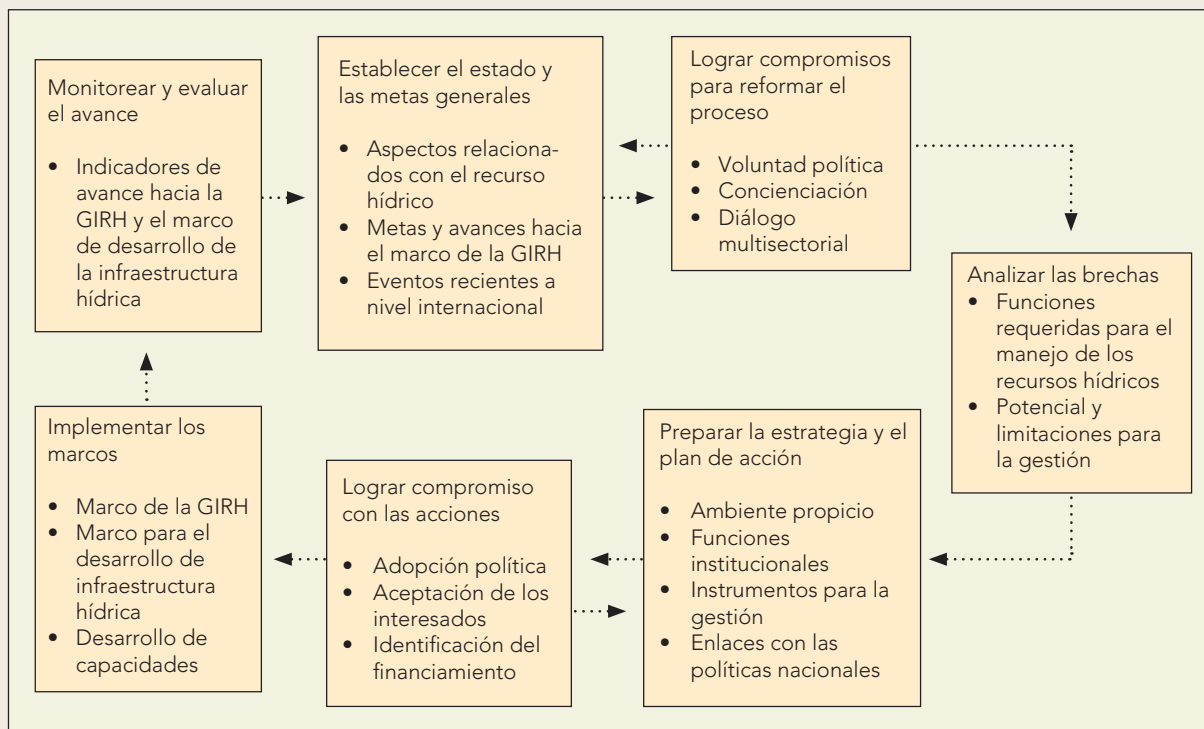 Monitorear y evaluar
el avance
• Indicadores de
avance hacia la
GIRH y el marco
de desarrollo de
la infraestructura
hídrica
Establecer el estado y
las metas generales
• Aspectos relaciona-
dos con el recurso
hídrico
• Metas y avances hacia
el marco de la GIRH
• Eventos recientes a
nivel internacional
Lograr compromisos
para reformar el
proceso
• Voluntad política
• Concienciación
• Diálogo
multisectorial
Analizar las brechas
• Funciones
requeridas para el
manejo de los
recursos hídricos
• Potencial y
limitaciones para
la gestión
Preparar la estrategia y el
plan de acción
• Ambiente propicio
• Funciones
institucionales
• Instrumentos para la
gestión
• Enlaces con las
políticas nacionales
Lograr compromiso
con las acciones
• Adopción política
• Aceptación de los
interesados
• Identificación del
financiamiento
Implementar los
marcos
• Marco de la GIRH
• Marco para el
desarrollo de
infraestructura
hídrica
• Desarrollo de
capacidades